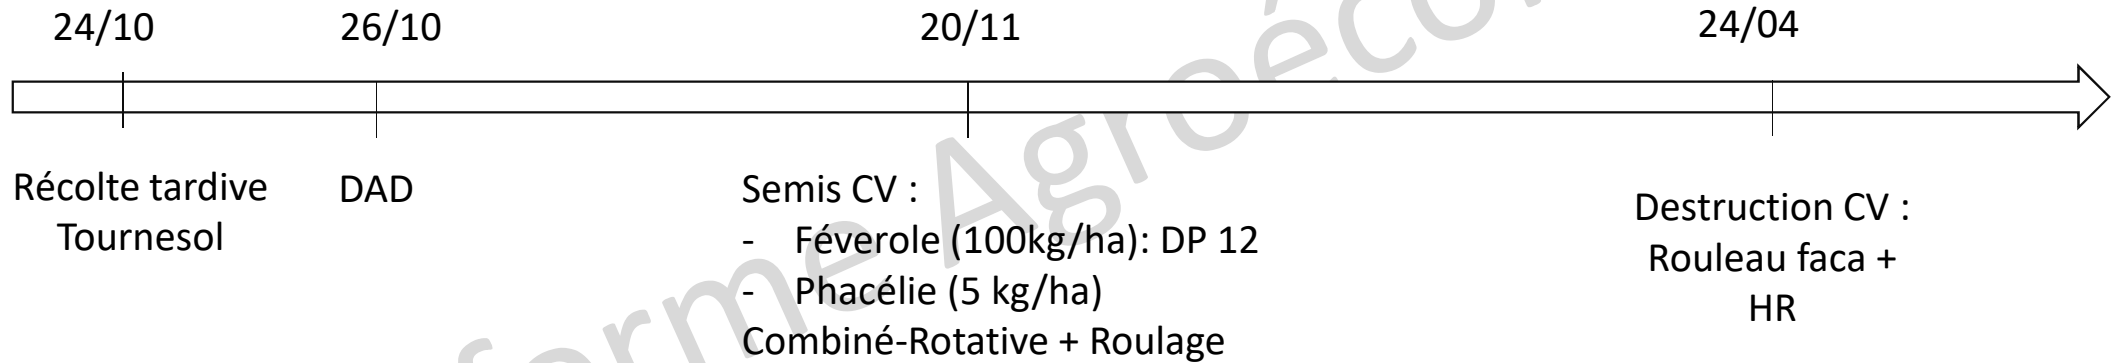 24/10
26/10
20/11
24/04
Récolte tardive
Tournesol
DAD
Semis CV :
- Féverole (100kg/ha): DP 12
- Phacélie (5 kg/ha)
Combiné-Rotative + Roulage
Destruction CV :
Rouleau faca +
HR